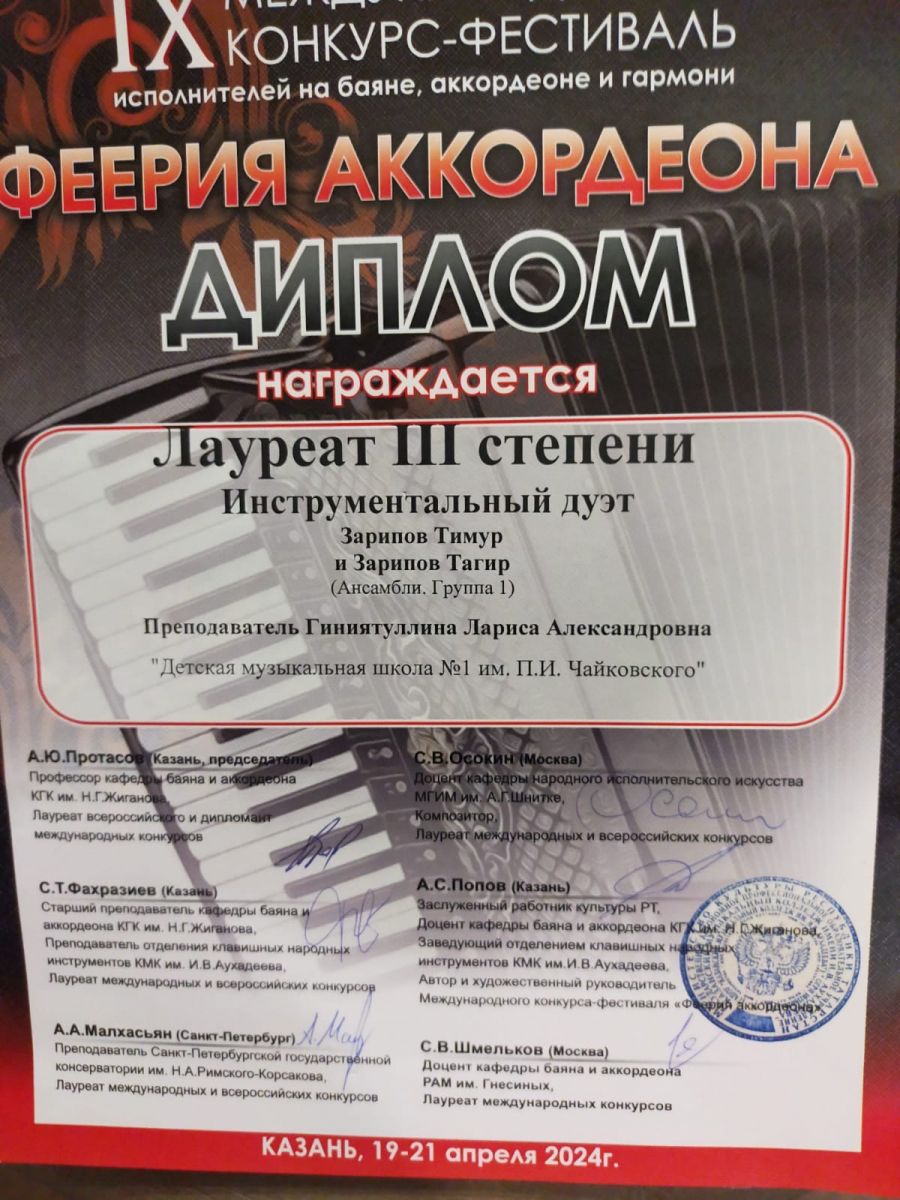 IX
КОНКУРС-ФЕСТИВАЛЬ
исполнителей на баяне, аккордеоне и гармони
ФЕЕРИЯ АККОРДЕОНА
ДИПЛОМ
награждается
Лауреат III степени
Инструментальный дуэт
Зарипов Тимур
и Зарипов Тагир
(Ансамбли. Группа 1)
Преподаватель Гиниятуллина Лариса Александровна
"Детская музыкальная школа №1 им. П.И. Чайковского"
А.Ю.Протасов (Казань, председатель)
Профессор кафедры баяна и аккордеона
КГК им. Н.Г.Жиганова,
Лауреат всероссийского и дипломант
международных конкурсов
С.В.Осокин (Москва)
Доцент кафедры народного исполнительского искусства
МГИМ им. А.Г.Шнитке,
Композитор,
Лауреат международных и всероссийских конкурсов
С.Т.Фахразиев (Казань)
Старший преподаватель кафедры баяна и
аккордеона КГК им. Н.Г.Жиганова,
Преподаватель отделения клавишных народных
инструментов КМК им. И.В.Аухадеева,
Лауреат международных и всероссийских конкурсов
А.С.Попов (Казань)
Заслуженный работник культуры РТ,
Доцент кафедры баяна и аккордеона КГК им. Н.Г.Жиганова,
Заведующий отделением клавишных народных
инструментов КМК им.И.В.Аухадеева,
Автор и художественный руководитель
Международного конкурса-фестиваля «Феерия аккордеона»
А.А.Малхасьян (Санкт-Петербург)
Преподаватель Санкт-Петербургской государственной
консерватории им. Н.А.Римского-Корсакова,
Лауреат международных и всероссийских конкурсов
С.В.Шмельков (Москва)
Доцент кафедры баяна и аккордеона
РАМ им. Гнесиных,
Лауреат международных конкурсов
КАЗАНЬ, 19-21 апреля 2024г.